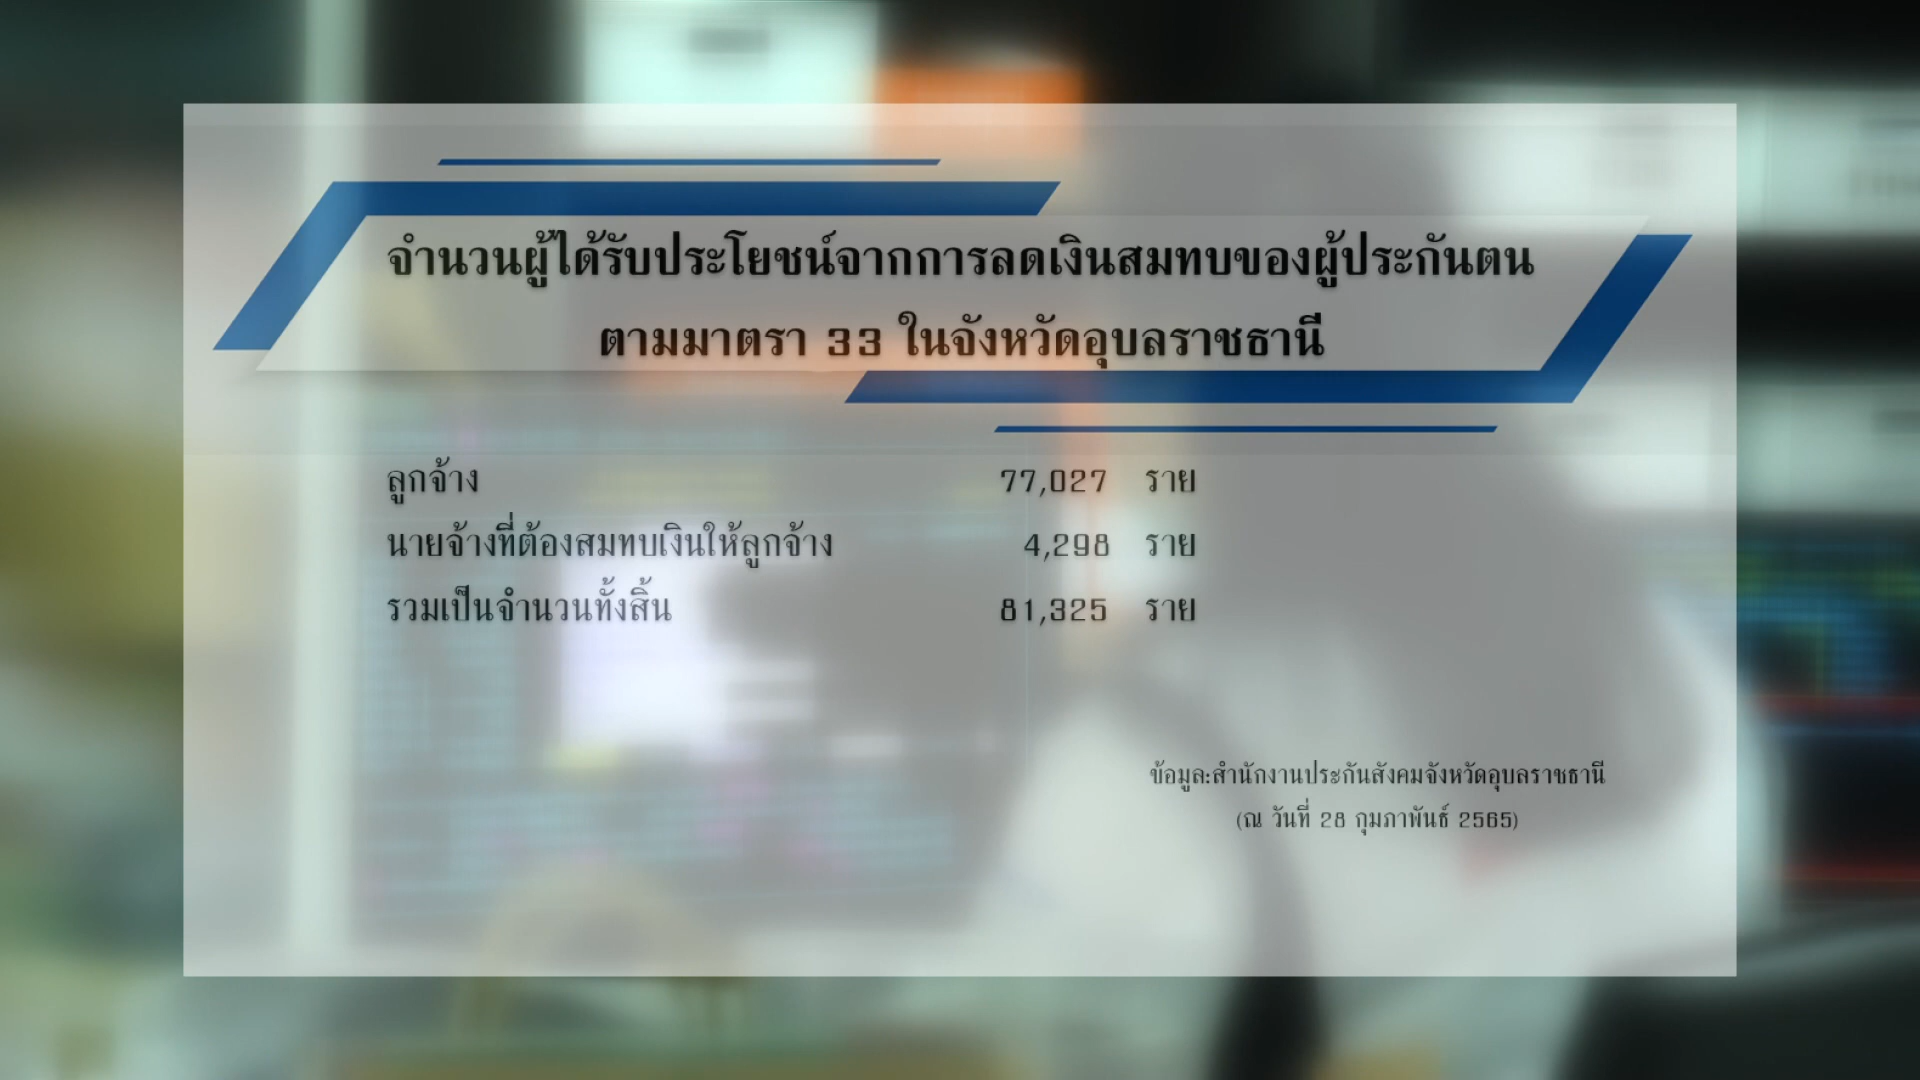 จำนวนผู้ได้รับประโยชน์จากการลดเงินสมทบของผู้ประกันตน
ตามมาตรา 33 ในจังหวัดอุบลราชธานี
ลูกจ้าง 77,027 ราย
นายจ้างที่ต้องสมทบเงินให้ลูกจ้าง 4,298 ราย
รวมเป็นจำนวนทั้งสิ้น 81,325 ราย
ข้อมูล:สำนักงานประกันสังคมจังหวัดอุบลราชธานี
(ณ วันที่ 28 กุมภาพันธ์ 2565)